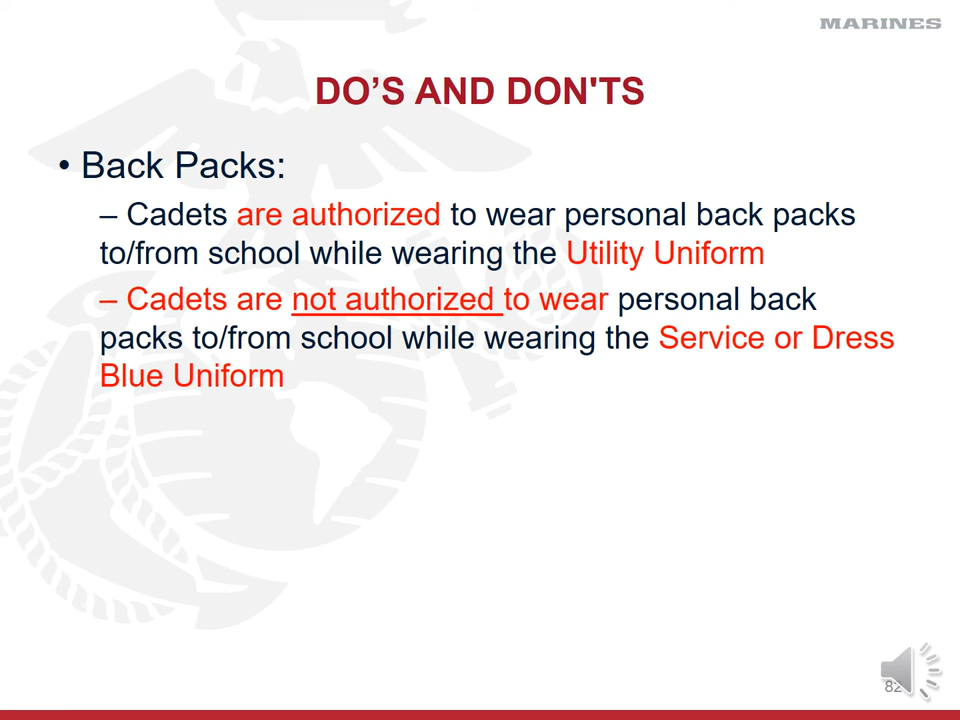 MARINES
DO’S AND DON'TS
• Back Packs:
– Cadets are authorized to wear personal back packs
to/from school while wearing the Utility Uniform
– Cadets are not authorized to wear personal back
packs to/from school while wearing the Service or Dress
Blue Uniform
82